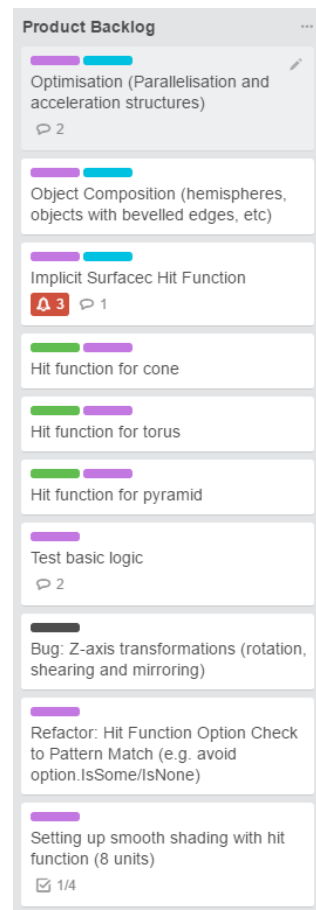 Product Backlog
Optimisation (Parallelisation and
acceleration structures)
2
Object Composition (hemispheres,
objects with bevelled edges, etc)
Implicit Surfacec Hit Function
3 1
Hit function for cone
Hit function for torus
Hit function for pyramid
Test basic logic
2
Bug: Z-axis transformations (rotation,
shearing and mirroring)
Refactor: Hit Function Option Check
to Pattern Match (e.g. avoid
option.IsSome/IsNone)
Setting up smooth shading with hit
function (8 units)
1/4